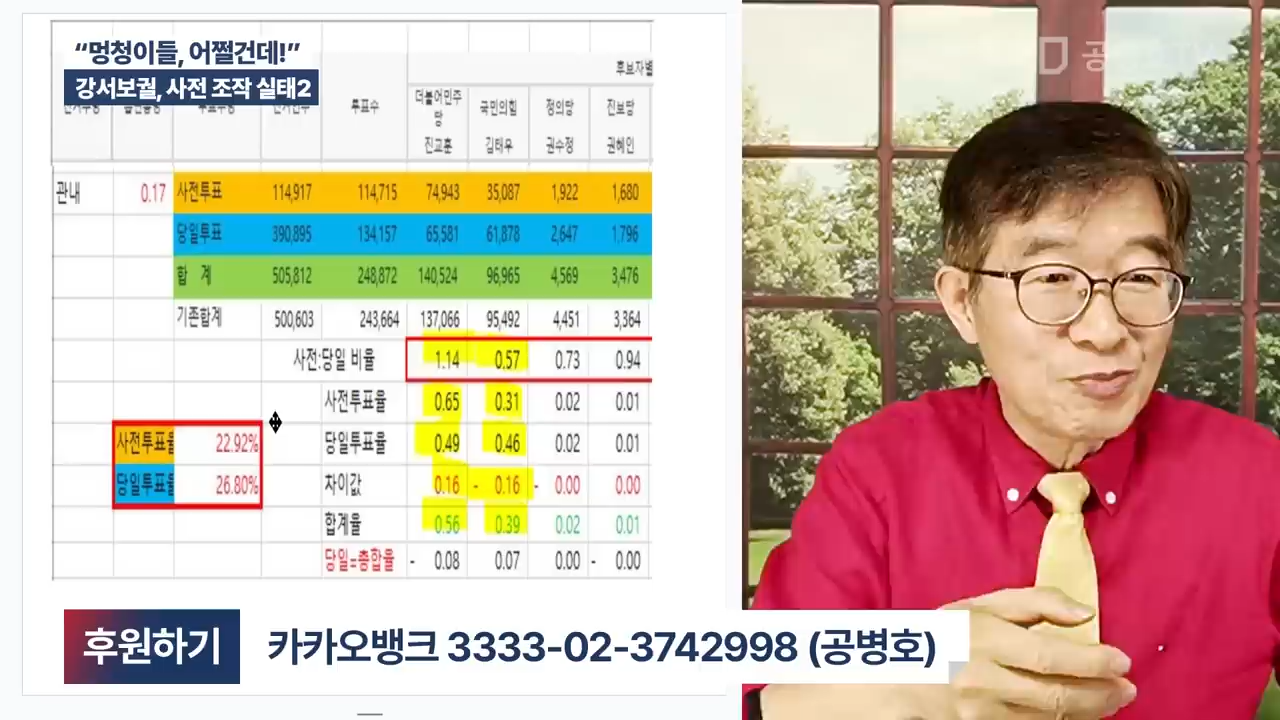 “멍청이들, 어쩔건데!”
강서보궐, 사전 조작 실태2
후보자별
투표수
더불어민주당
진교훈
국민의힘
김태우
정의당
권수정
진보당
권혜인
관내 0.17 사전투표 114,917 114,715 74,943 35,087 1,922 1,680
당일투표 390,895 134,157 65,581 61,878 2,647 1,796
합 계 505,812 248,872 140,524 96,965 4,569 3,476
기존합계 500,603 243,664 137,066 95,492 4,451 3,364
사전:당일 비율 1.14 0.57 0.73 0.94
사전투표율 0.65 0.31 0.02 0.01
당일투표율 0.49 0.46 0.02 0.01
사전투표율 22.92%
당일투표율 26.80%
차이값 0.16 - 0.16 - 0.00 0.00
합계율 0.56 0.39 0.02 0.01
당일=총합율 - 0.08 0.07 0.00 - 0.00
후원하기 카카오뱅크 3333-02-3742998 (공병호)